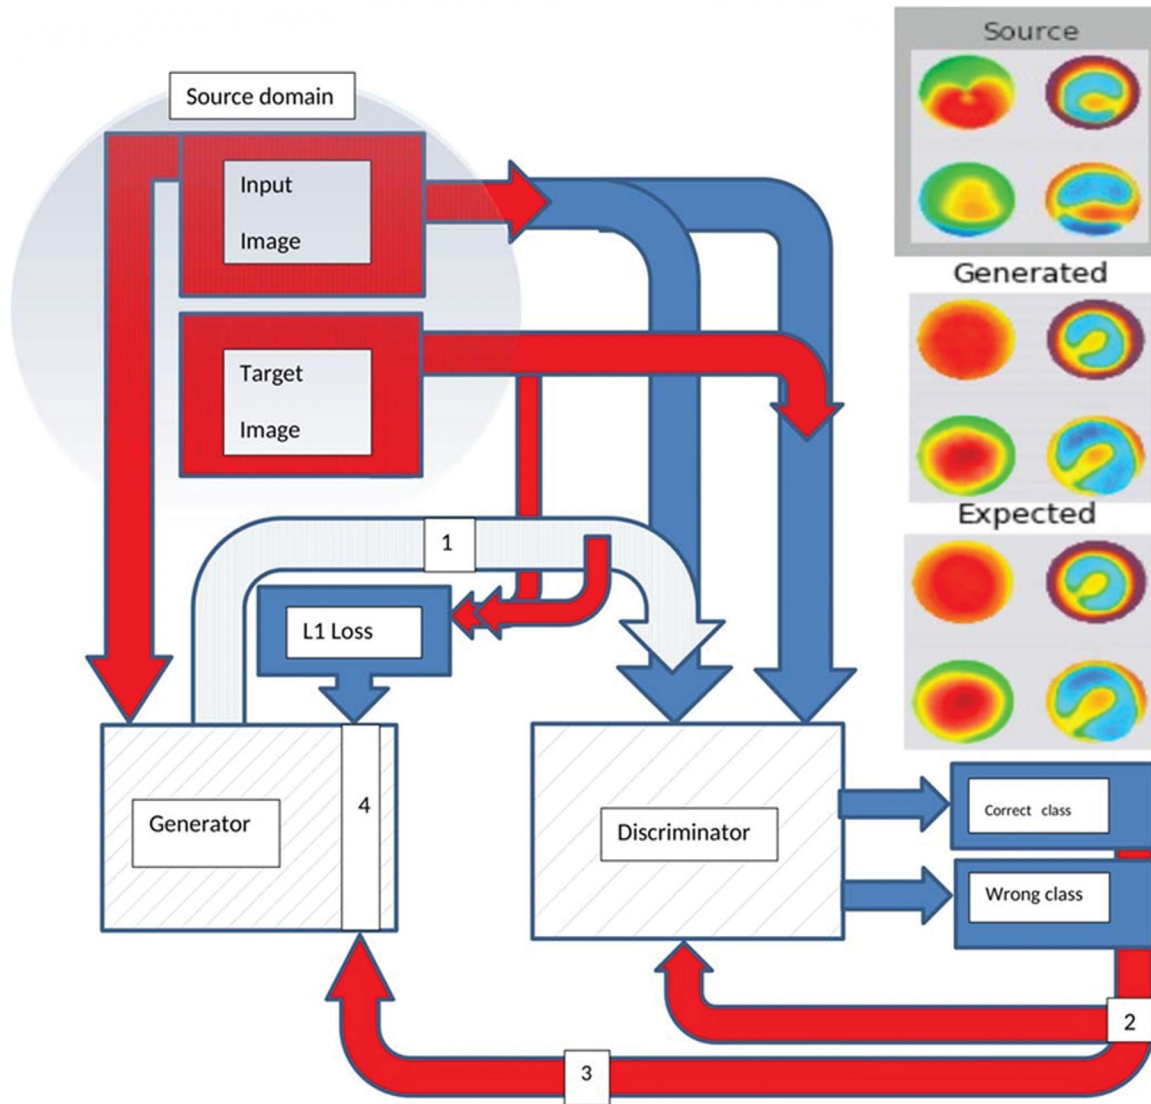 Source domain
Input
Image
Target
Image
1
L1 Loss
Generator
4
Discriminator
Correct class
Wrong class
2
3
Source
Generated
Expected